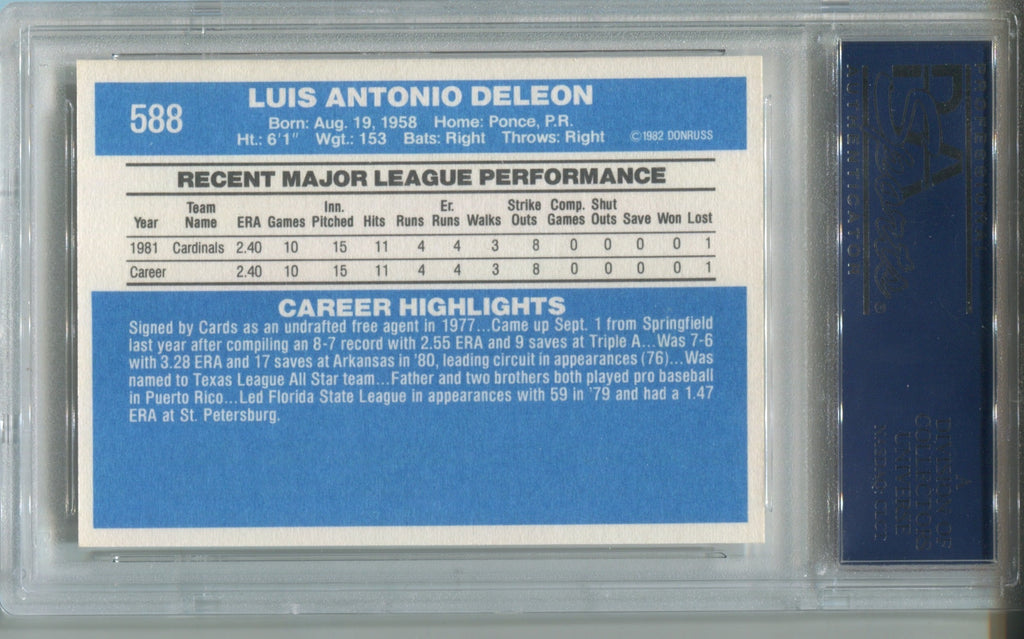 588
LUIS ANTONIO DELEON
Born: Aug. 19, 1958 Home: Ponce, P.R.
Ht.: 6'1" Wgt.: 153 Bats: Right Throws: Right ©1982 DONRUSS
RECENT MAJOR LEAGUE PERFORMANCE
Year Team Name ERA Games Inn. Pitched Hits Runs Er. Runs Walks Strike Outs Comp. Games Shut Outs Save Won Lost
1981 Cardinals 2.40 10 15 11 4 4 3 8 0 0 0 0 1
Career 2.40 10 15 11 4 4 3 8 0 0 0 0 1
CAREER HIGHLIGHTS
Signed by Cards as an undrafted free agent in 1977...Came up Sept. 1 from Springfield
last year after compiling an 8-7 record with 2.55 ERA and 9 saves at Triple A...Was 7-6
with 3.28 ERA and 17 saves at Arkansas in '80, leading circuit in appearances (76)...Was
named to Texas League All Star team...Father and two brothers both played pro baseball
in Puerto Rico...Led Florida State League in appearances with 59 in '79 and had a 1.47
ERA at St. Petersburg.
PSA
PROFESSIONAL
AUTHENTICATOR
A
DIVISION OF
COLLECTORS
UNIVERSE